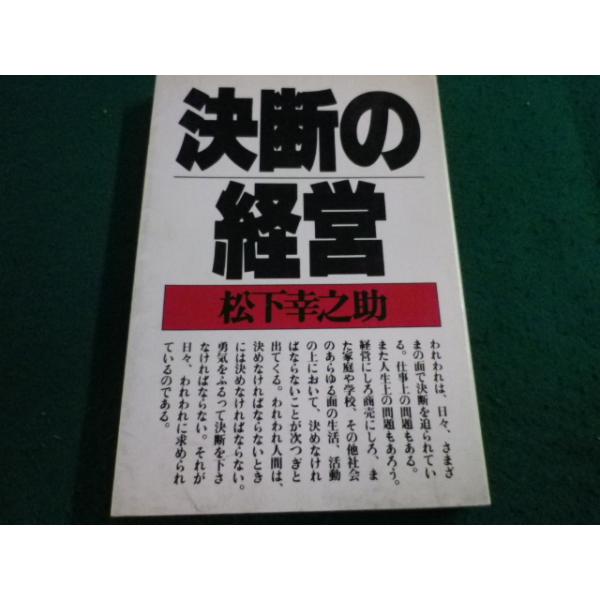 決断の
経営
松下幸之助
われわれは、日々、さまざ
まの面で決断を迫られてい
る。仕事上の問題もある。
また人生上の問題もあろう。
経営にしろ商売にしろ、ま
た家庭や学校、その他社会
のあらゆる面の生活、活動
の上において、決めなけれ
ばならないことが次つぎと
出てくる。われわれ人間は、
決めなければならないとき
には決めなければならない。
勇気をふるって決断を下さ
なければならない。それが
日々、われわれに求められ
ているのである。